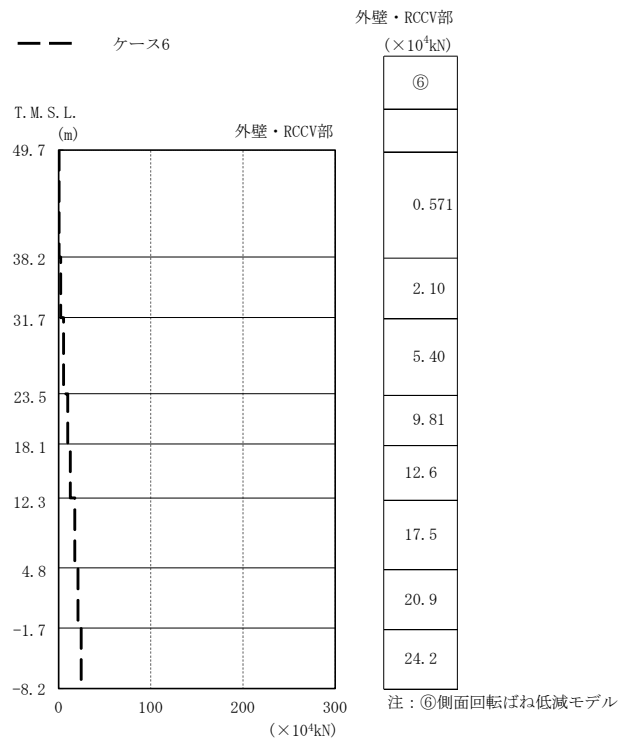 外壁・RCCV部
(×10⁴kN)
ケース6
⑥
T.M.S.L.
(m)
外壁・RCCV部
49.7
0.571
38.2
2.10
31.7
5.40
23.5
9.81
18.1
12.6
12.3
17.5
4.8
20.9
-1.7
24.2
-8.2
注：⑥側面回転ばね低減モデル
0 100 200 300
(×10⁴kN)